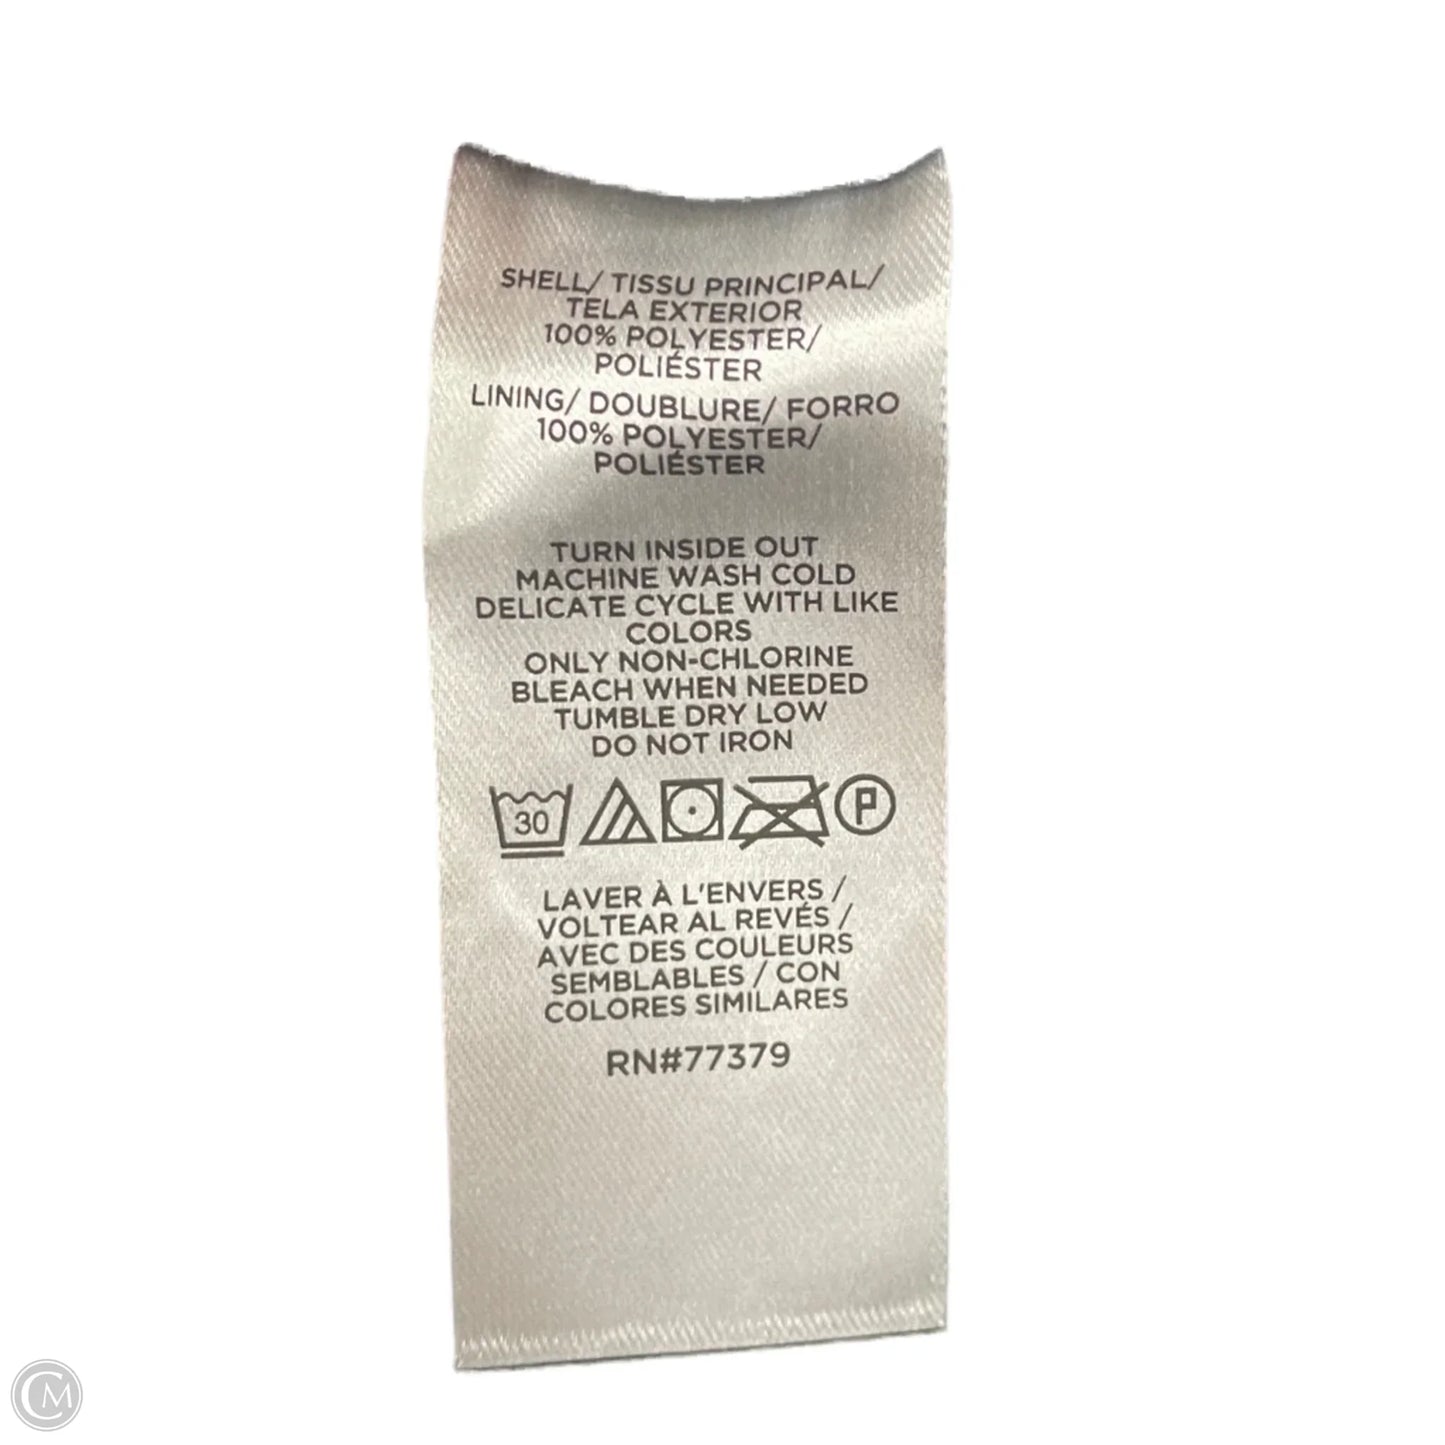 SHELL/ TISSU PRINCIPAL/
TELA EXTERIOR
100% POLYESTER/
POLIÉSTER
LINING/ DOUBLURE/ FORRO
100% POLYESTER/
POLIÉSTER
TURN INSIDE OUT
MACHINE WASH COLD
DELICATE CYCLE WITH LIKE
COLORS
ONLY NON-CHLORINE
BLEACH WHEN NEEDED
TUMBLE DRY LOW
DO NOT IRON
30 P
LAVER À L'ENVERS /
VOLTEAR AL REVÉS /
AVEC DES COULEURS
SEMBLABLES / CON
COLORES SIMILARES
RN#77379
CM